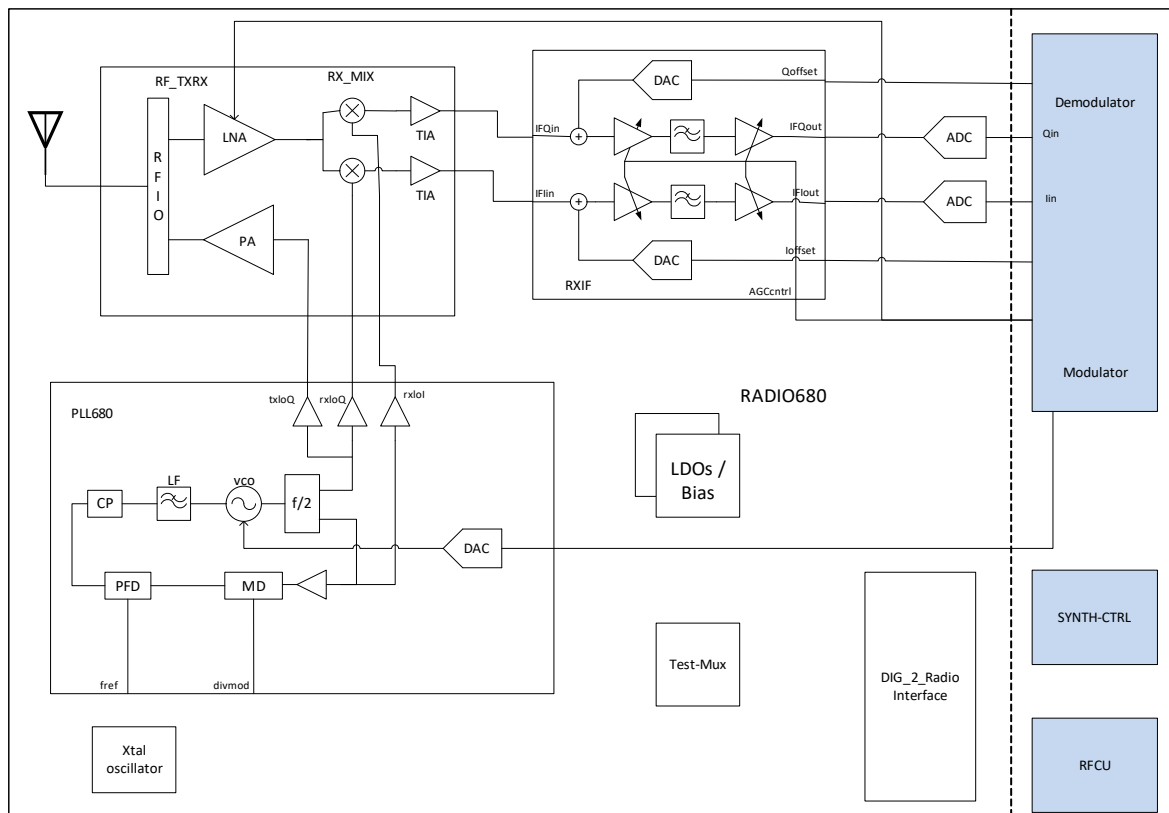 RF_TXRX
RX_MIX
RFIO
LNA
PA
TIA
TIA
IFQin
IFIin
DAC
DAC
RXIF
Qoffset
IFQout
IFIout
Ioffset
AGCcntrl
ADC
ADC
Demodulator
Qin
Iin
Modulator
PLL680
txloQ
rxloQ
rxloI
LF
vco
CP
f/2
PFD
MD
DAC
fref
divmod
RADIO680
LDOs /
Bias
Test-Mux
DIG_2_Radio
Interface
SYNTH-CTRL
RFCU
Xtal
oscillator